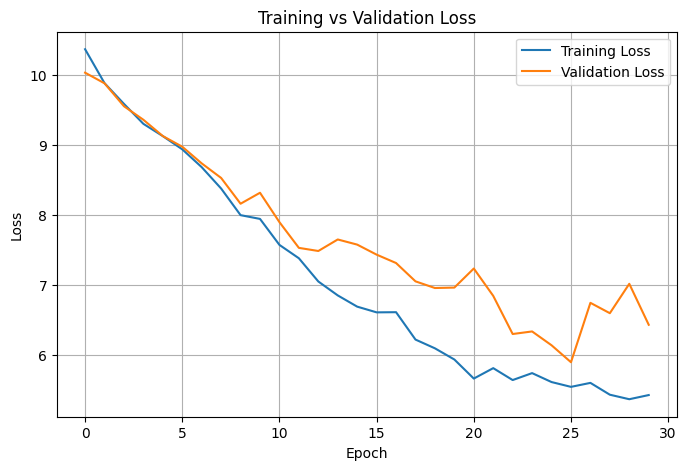 Training vs Validation Loss
Training Loss
Validation Loss
10
9
8
7
6
Loss
0 5 10 15 20 25 30
Epoch